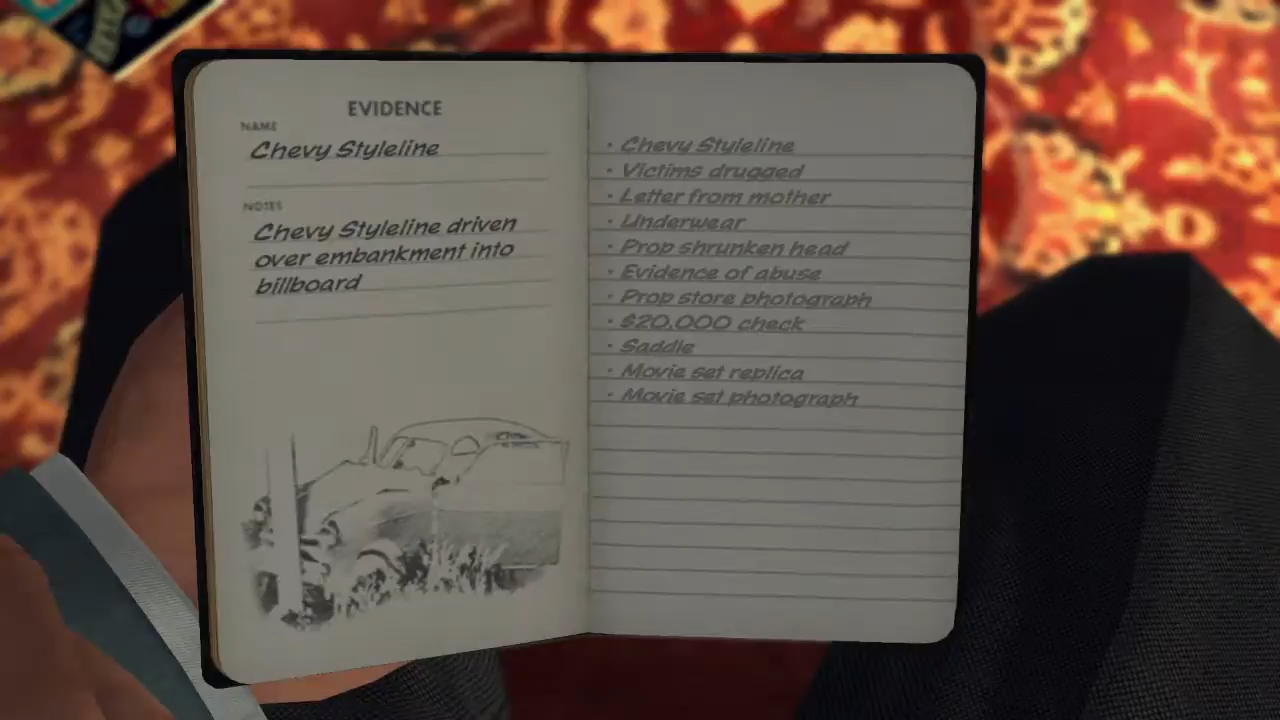 EVIDENCE
NAME
Chevy Styleline
NOTES
Chevy Styleline driven
over embankment into
billboard
• Chevy Styleline
• Victims drugged
• Letter from mother
• Underwear
• Prop shrunken head
• Evidence of abuse
• Prop store photograph
• $20,000 check
• Saddle
• Movie set replica
• Movie set photograph